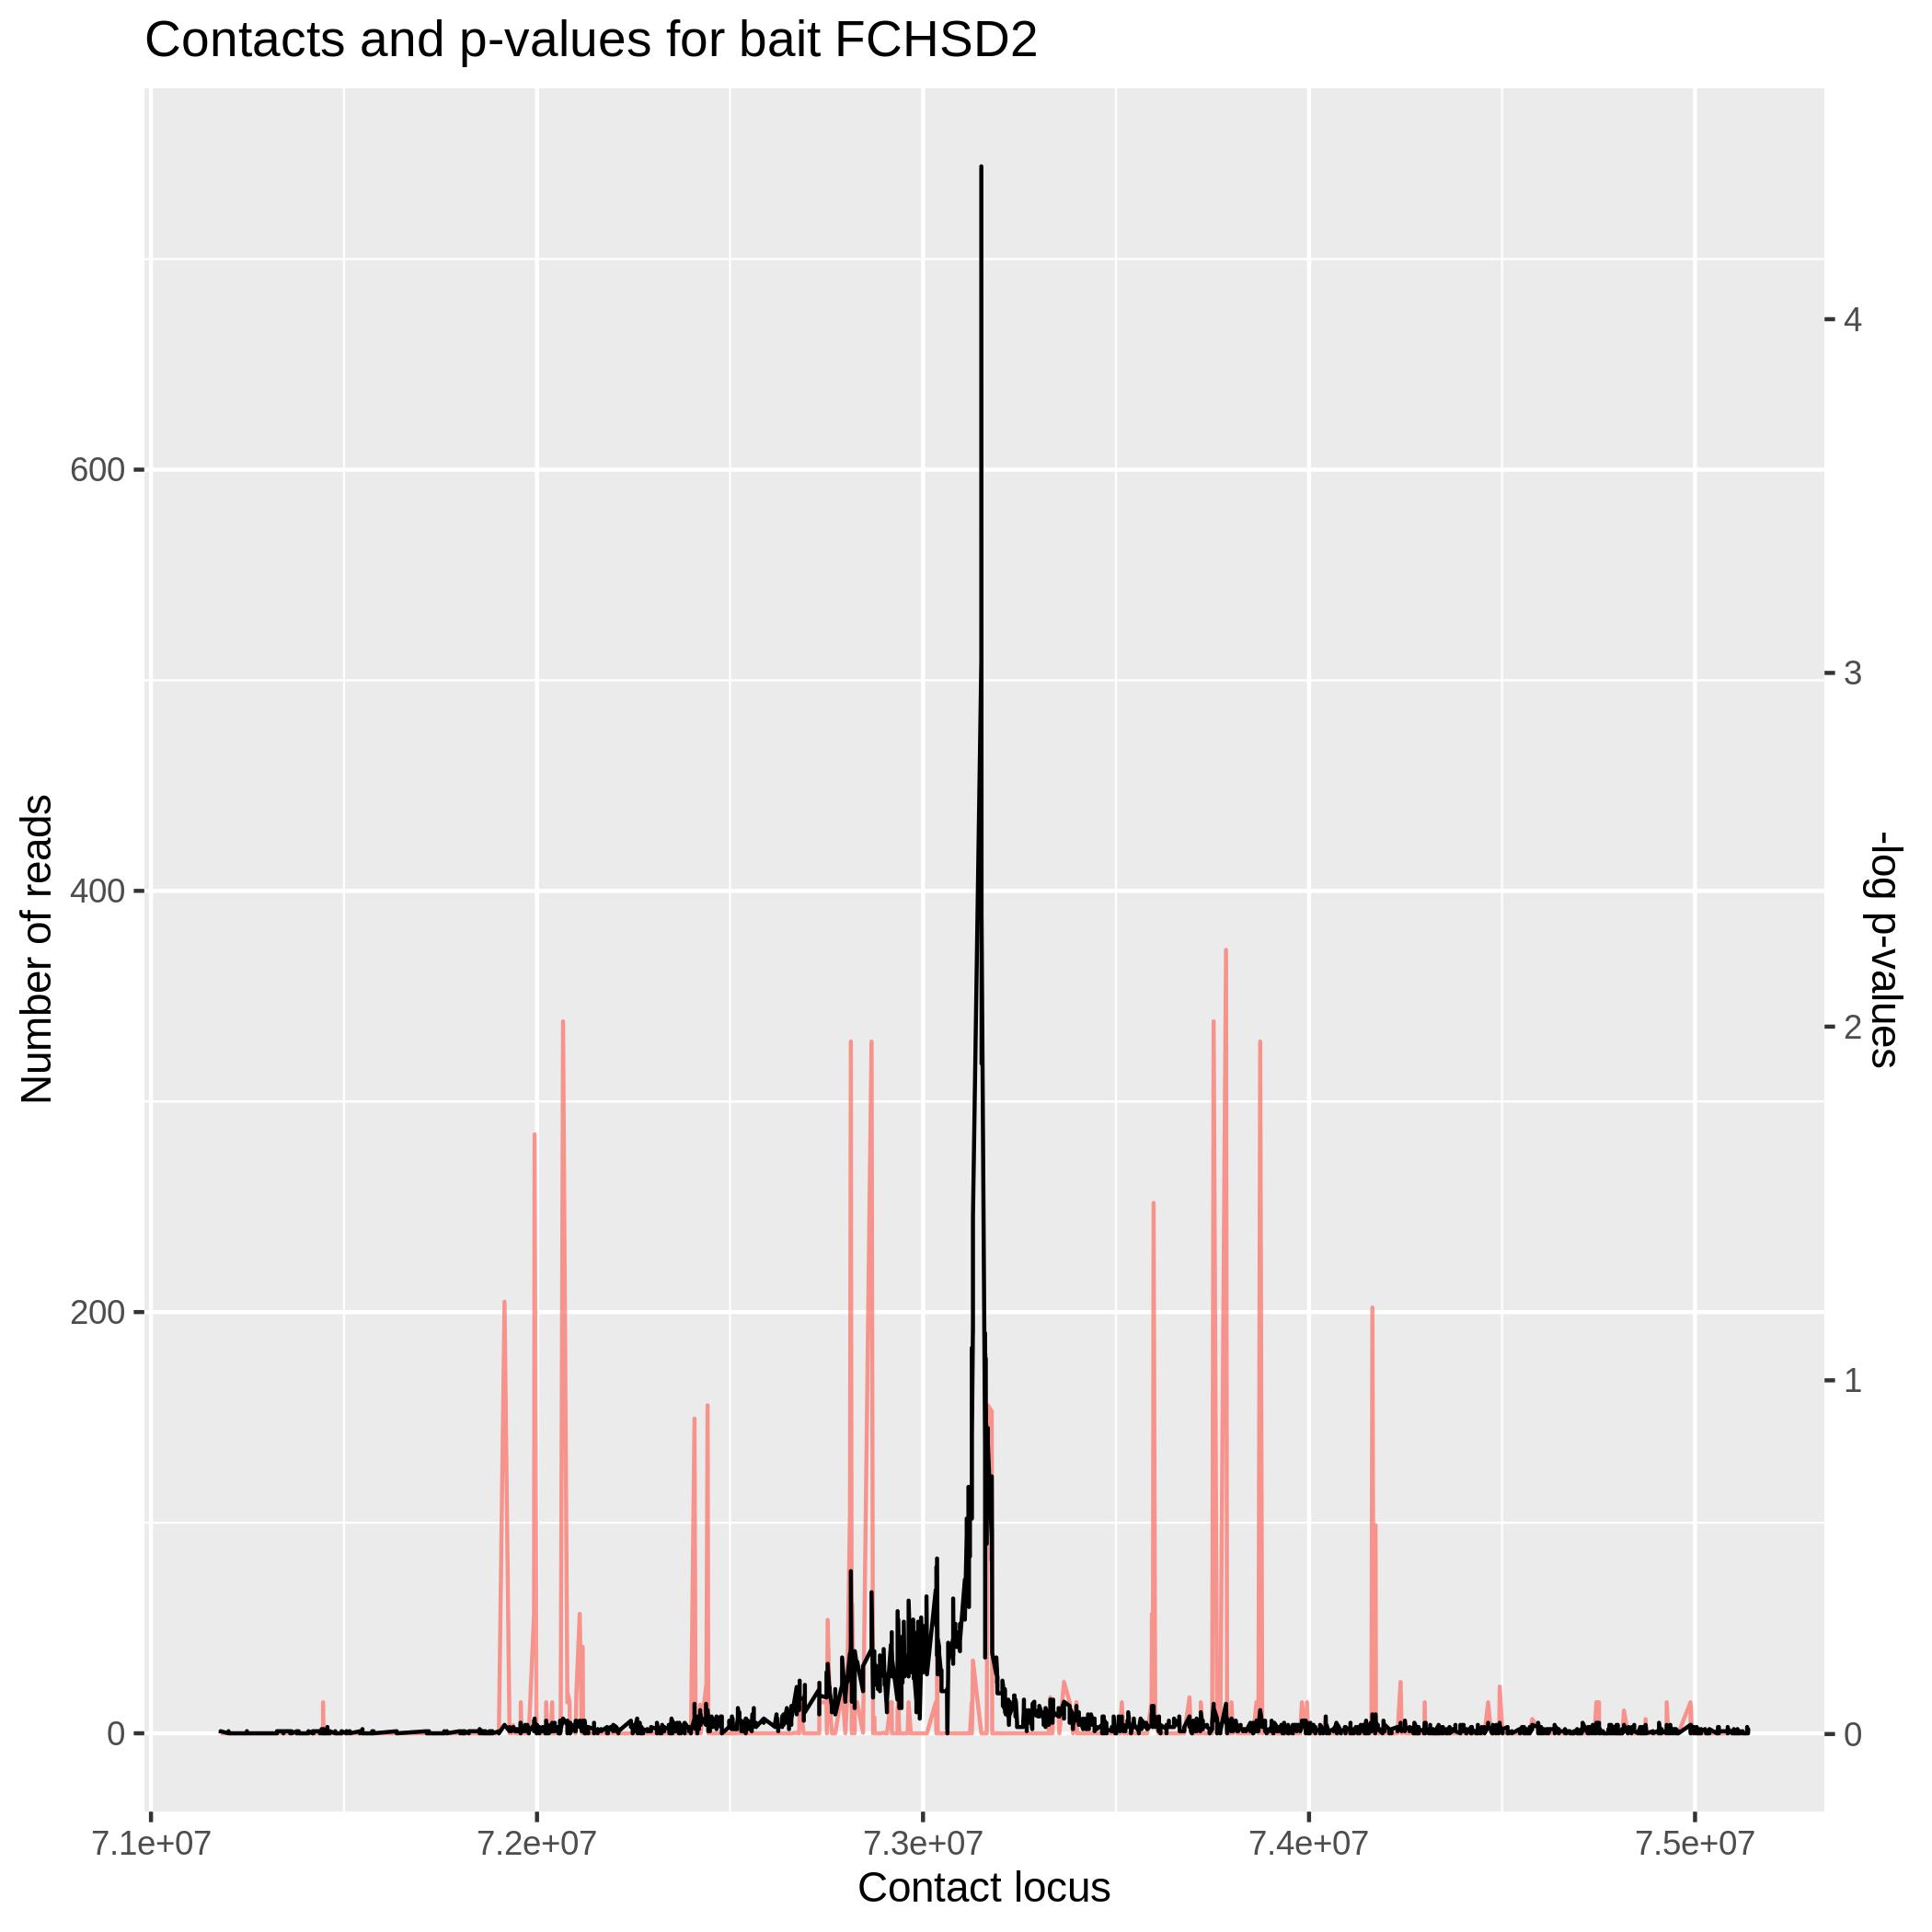 Contacts and p-values for bait FCHSD2
Number of reads
600
400
200
0
4
3
2
1
0
-log p-values
7.1e+07
7.2e+07
7.3e+07
7.4e+07
7.5e+07
Contact locus